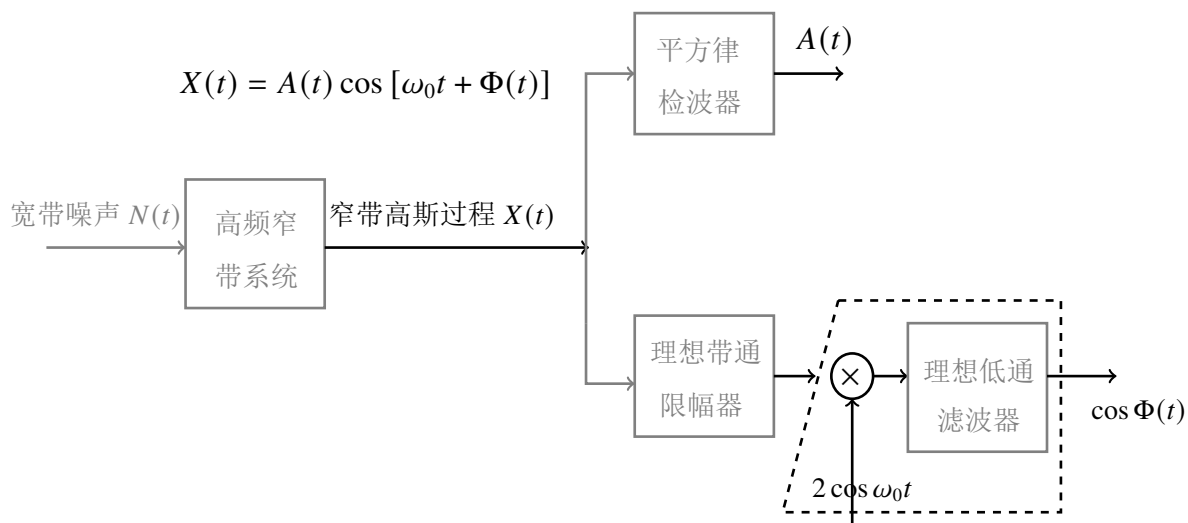 平方律
检波器
A(t)
X(t) = A(t) cos [ω₀t + Φ(t)]
宽带噪声 N(t)
高频窄
带系统
窄带高斯过程 X(t)
理想带通
限幅器
×
理想低通
滤波器
cos Φ(t)
2 cos ω₀t